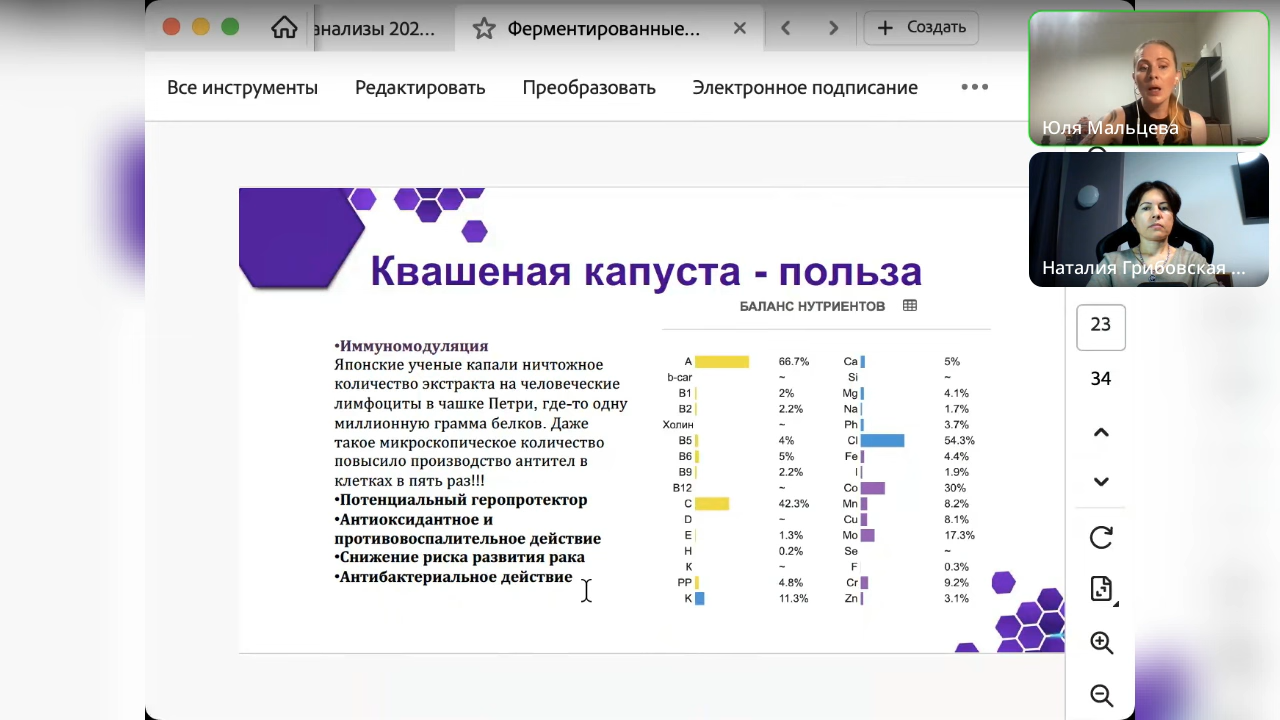 анализы 202...
Ферментированные...
Создать
Все инструменты
Редактировать
Преобразовать
Электронное подписание
Юля Мальцева
Наталия Грибовская ...
23
34
Квашеная капуста - польза
БАЛАНС НУТРИЕНТОВ
•Иммуномодуляция
Японские ученые капали ничтожное
количество экстракта на человеческие
лимфоциты в чашке Петри, где-то одну
миллионную грамма белков. Даже
такое микроскопическое количество
повысило производство антител в
клетках в пять раз!!!
•Потенциальный геропротектор
•Антиоксидантное и
противовоспалительное действие
•Снижение риска развития рака
•Антибактериальное действие
A 66.7% Ca 5%
b-car ~ Si ~
B1 2% Mg 4.1%
B2 2.2% Na 1.7%
Холин ~ Ph 3.7%
B5 4% Cl 54.3%
B6 5% Fe 4.4%
B9 2.2% I 1.9%
B12 ~ Co 30%
C 42.3% Mn 8.2%
D ~ Cu 8.1%
E 1.3% Mo 17.3%
H 0.2% Se ~
K ~ F 0.3%
PP 4.8% Cr 9.2%
K 11.3% Zn 3.1%